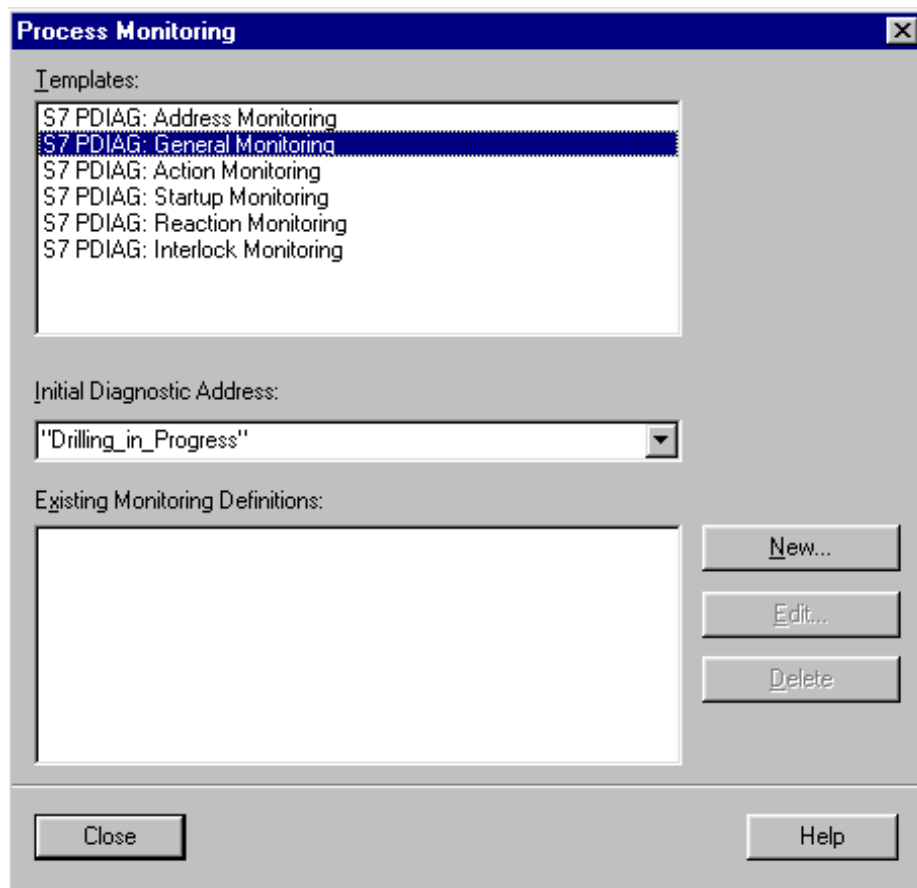 Process Monitoring
Templates:
S7 PDIAG: Address Monitoring
S7 PDIAG: General Monitoring
S7 PDIAG: Action Monitoring
S7 PDIAG: Startup Monitoring
S7 PDIAG: Reaction Monitoring
S7 PDIAG: Interlock Monitoring
Initial Diagnostic Address:
"Drilling_in_Progress"
Existing Monitoring Definitions:
New...
Edit...
Delete
Close
Help